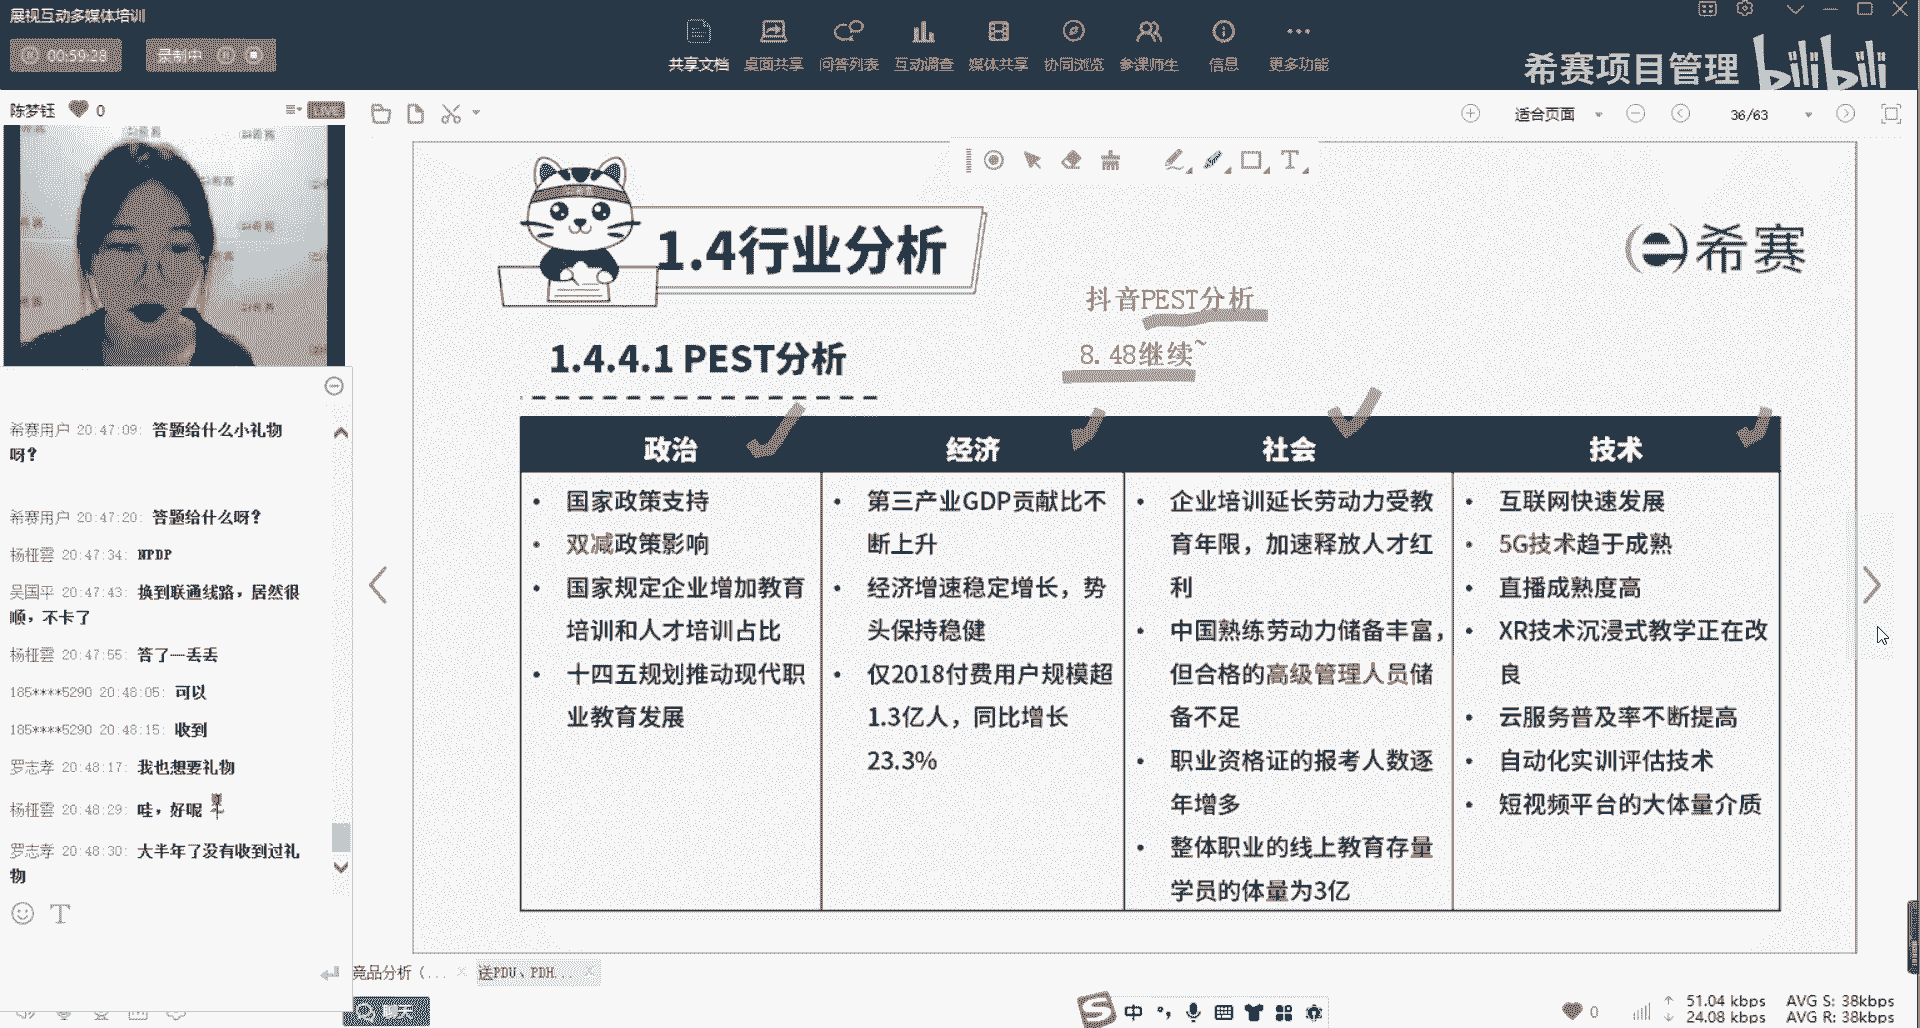 展视互动多媒体培训
00:59:28
录制中
共享文档 桌面共享 问答列表 互动调查 媒体共享 协同浏览 参课师生 信息 更多功能
希赛项目管理 bilibili
陈梦钰 0
适合页面
36/63
希赛用户 20:47:09: 答题给什么小礼物
呀?
希赛用户 20:47:20: 答题给什么呀?
杨桠雲 20:47:34: NPDP
吴国平 20:47:43: 换到联通线路，居然很
顺，不卡了
杨桠雲 20:47:55: 答了一丢丢
185****5290 20:48:05: 可以
185****5290 20:48:15: 收到
罗志孝 20:48:17: 我也想要礼物
杨桠雲 20:48:29: 哇，好呢
罗志孝 20:48:30: 大半年了没有收到过礼
物
1.4行业分析
希赛
抖音PEST分析
8.48继续~
1.4.4.1 PEST分析
政治
• 国家政策支持
• 双减政策影响
• 国家规定企业增加教育
培训和人才培训占比
• 十四五规划推动现代职
业教育发展
经济
• 第三产业GDP贡献比不
断上升
• 经济增速稳定增长，势
头保持稳健
• 仅2018付费用户规模超
1.3亿人，同比增长
23.3%
社会
• 企业培训延长劳动力受教
育年限，加速释放人才红
利
• 中国熟练劳动力储备丰富，
但合格的高级管理人员储
备不足
• 职业资格证的报考人数逐
年增多
• 整体职业的线上教育存量
学员的体量为3亿
技术
• 互联网快速发展
• 5G技术趋于成熟
• 直播成熟度高
• XR技术沉浸式教学正在改
良
• 云服务普及率不断提高
• 自动化实训评估技术
• 短视频平台的大体量介质
竞品分析（... 送PDU、PDH...
聊天
中
0
51.04 kbps AVG S: 38kbps
24.08 kbps AVG R: 38kbps